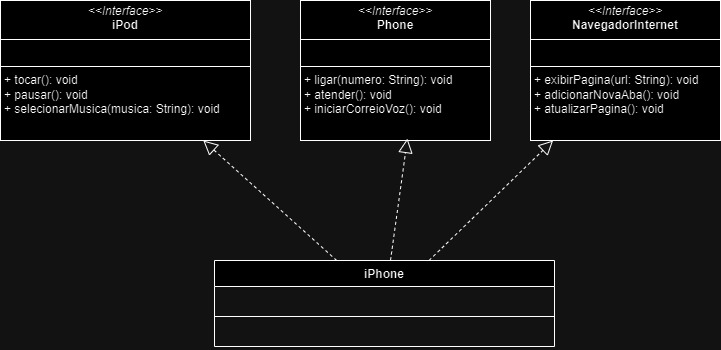 <<Interface>>
iPod
+ tocar(): void
+ pausar(): void
+ selecionarMusica(musica: String): void
<<Interface>>
Phone
+ ligar(numero: String): void
+ atender(): void
+ iniciarCorreioVoz(): void
<<Interface>>
NavegadorInternet
+ exibirPagina(url: String): void
+ adicionarNovaAba(): void
+ atualizarPagina(): void
iPhone